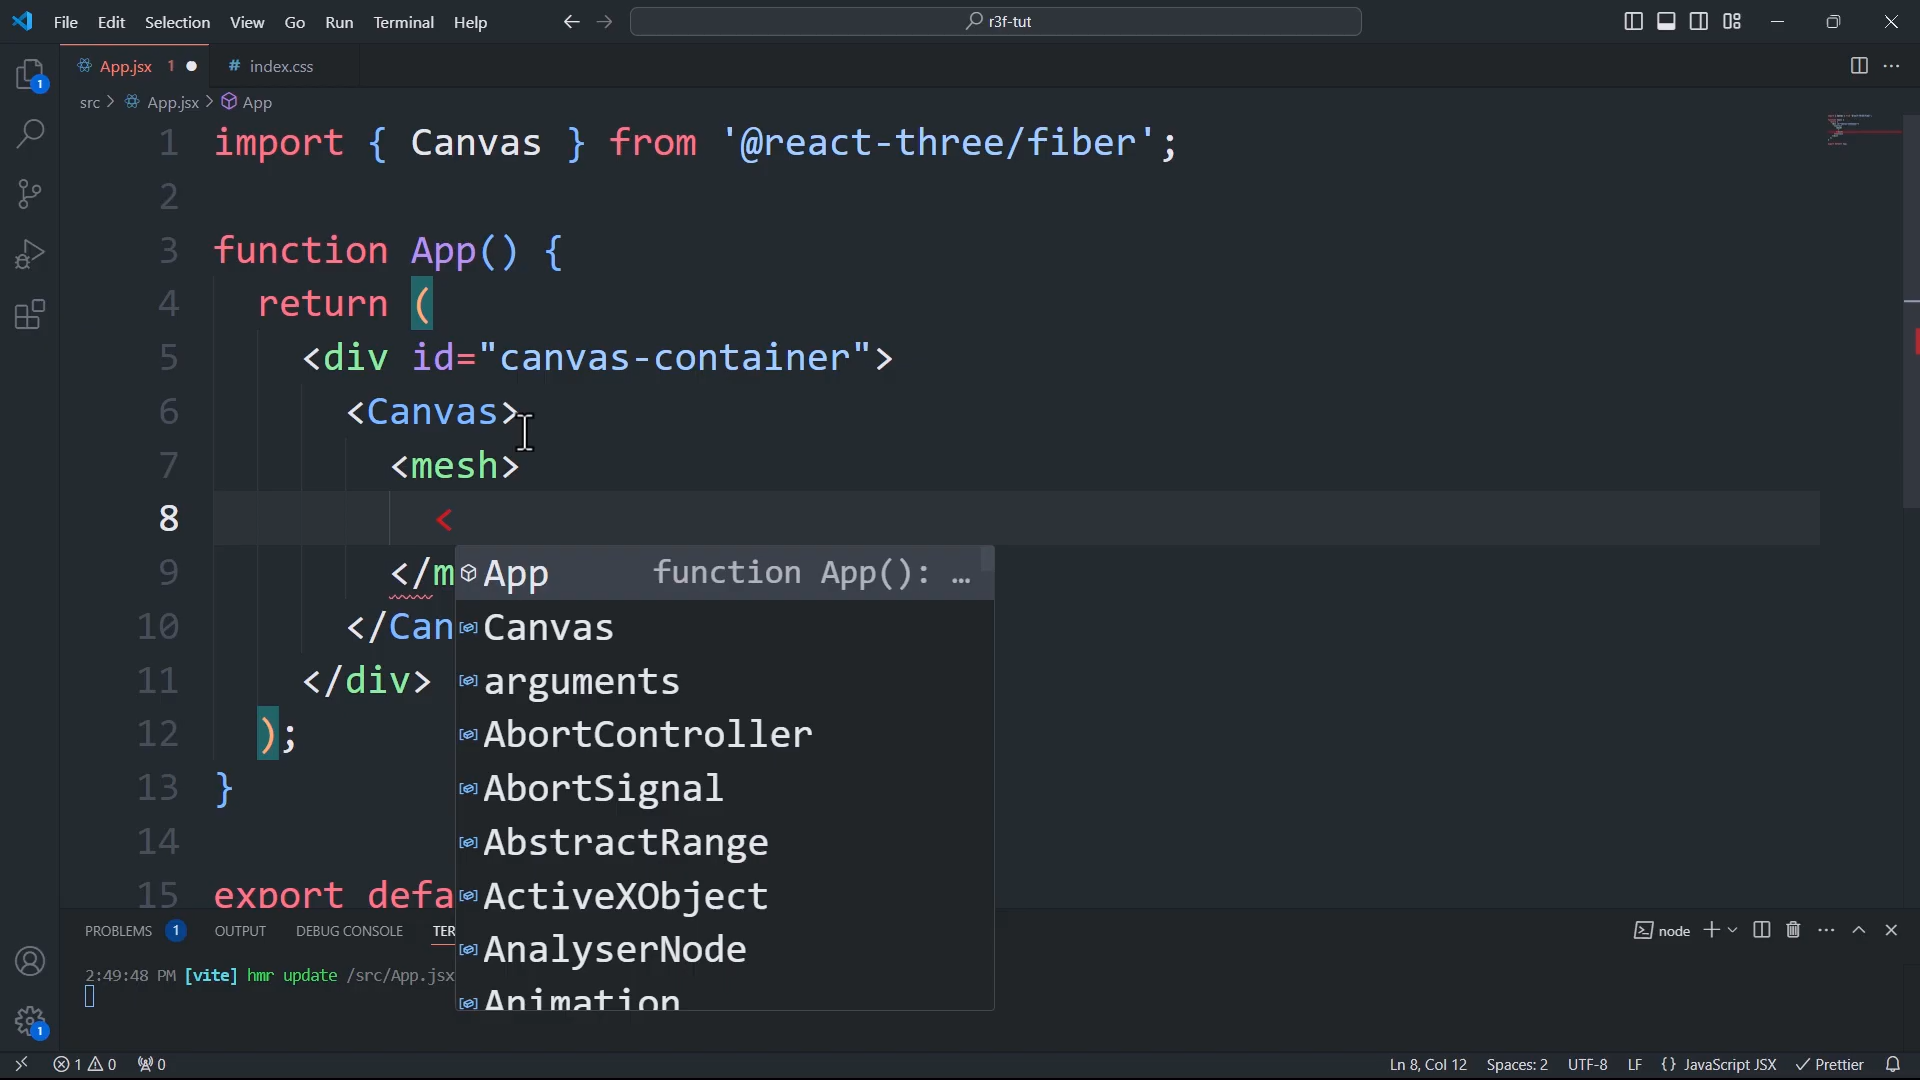 File Edit Selection View Go Run Terminal Help r3f-tut
App.jsx 1 # index.css
src > App.jsx > App
1 import { Canvas } from '@react-three/fiber';
2
3 function App() {
4 return (
5 <div id="canvas-container">
6 <Canvas>
7 <mesh>
8 <
9 </m
10 </Can
11 </div>
12 );
13 }
14
15 export defa
App function App(): …
Canvas
arguments
AbortController
AbortSignal
AbstractRange
ActiveXObject
AnalyserNode
Animation
PROBLEMS 1 OUTPUT DEBUG CONSOLE TER node
2:49:48 PM [vite] hmr update /src/App.jsx
1 0 0 Ln 8, Col 12 Spaces: 2 UTF-8 LF {} JavaScript JSX Prettier
1
1